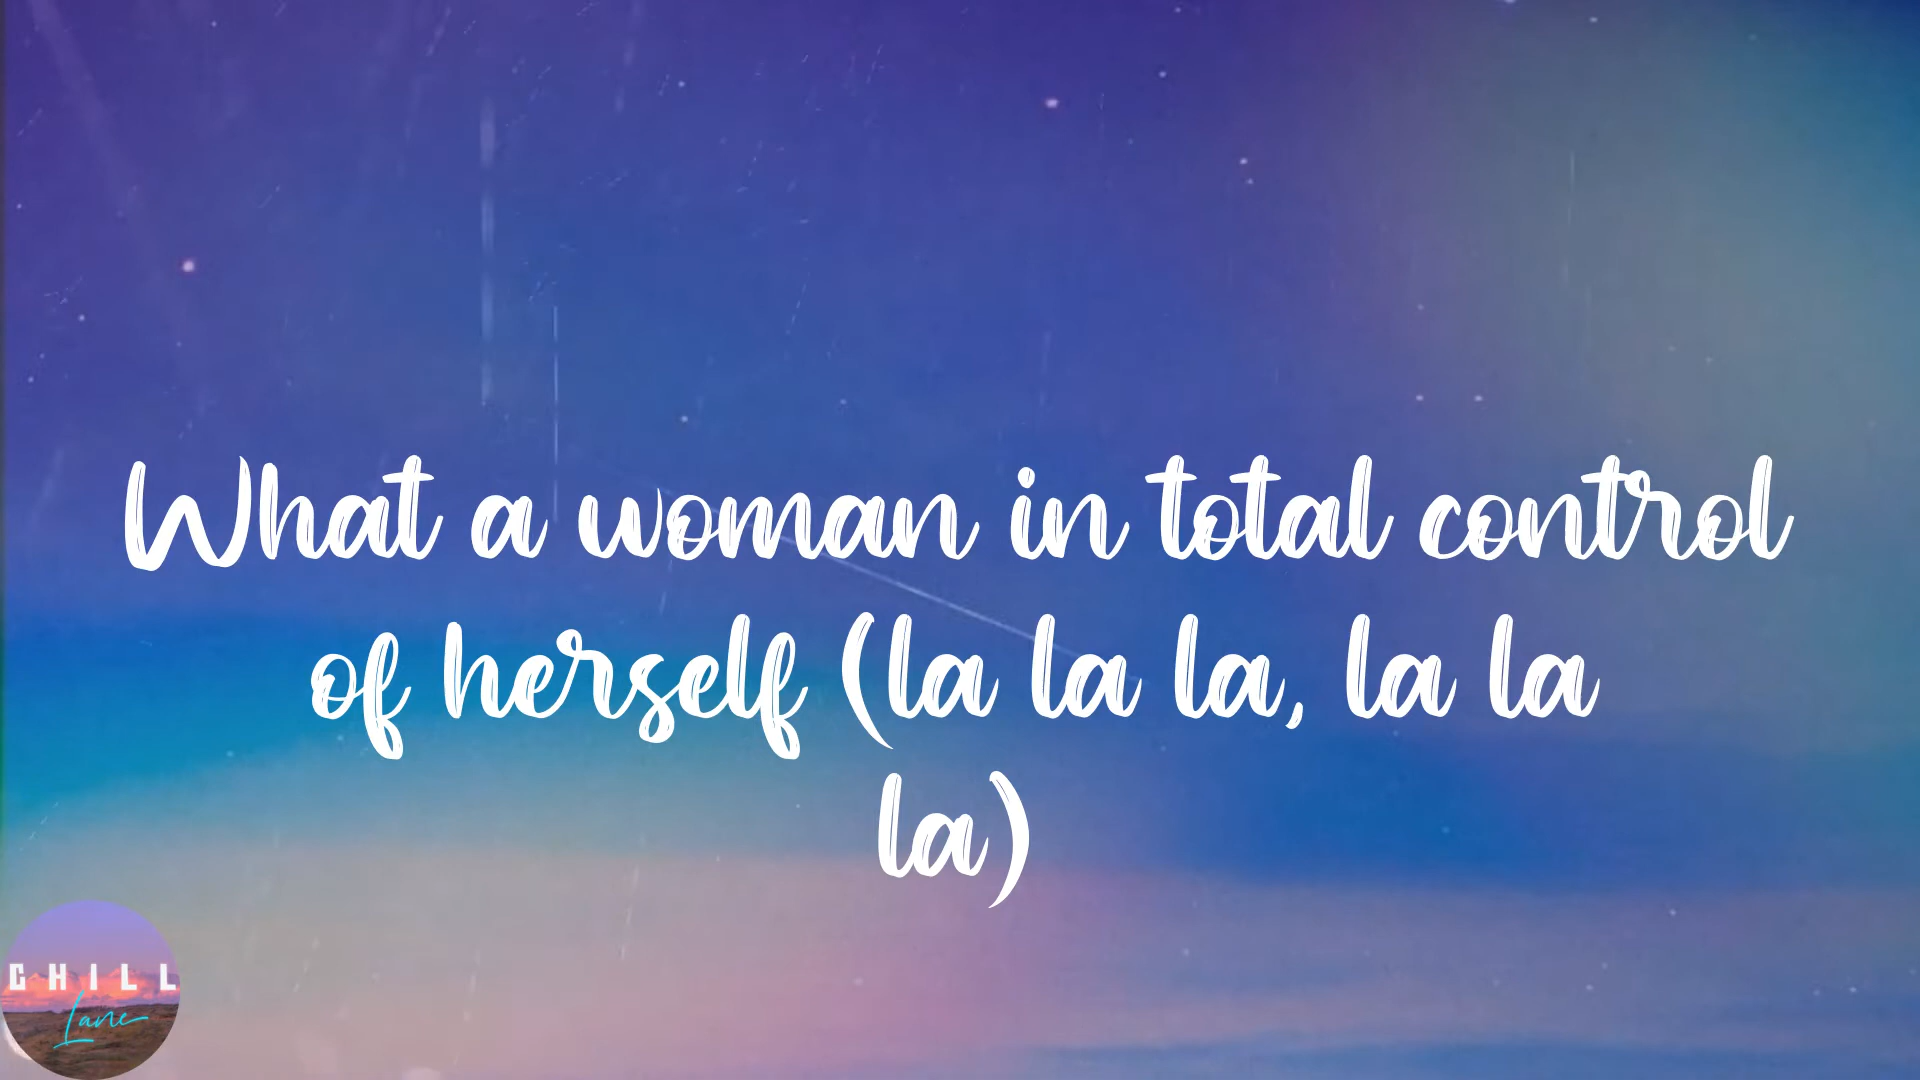 What a woman in total control
of herself (la la la, la la
la)
CHILL
Lane